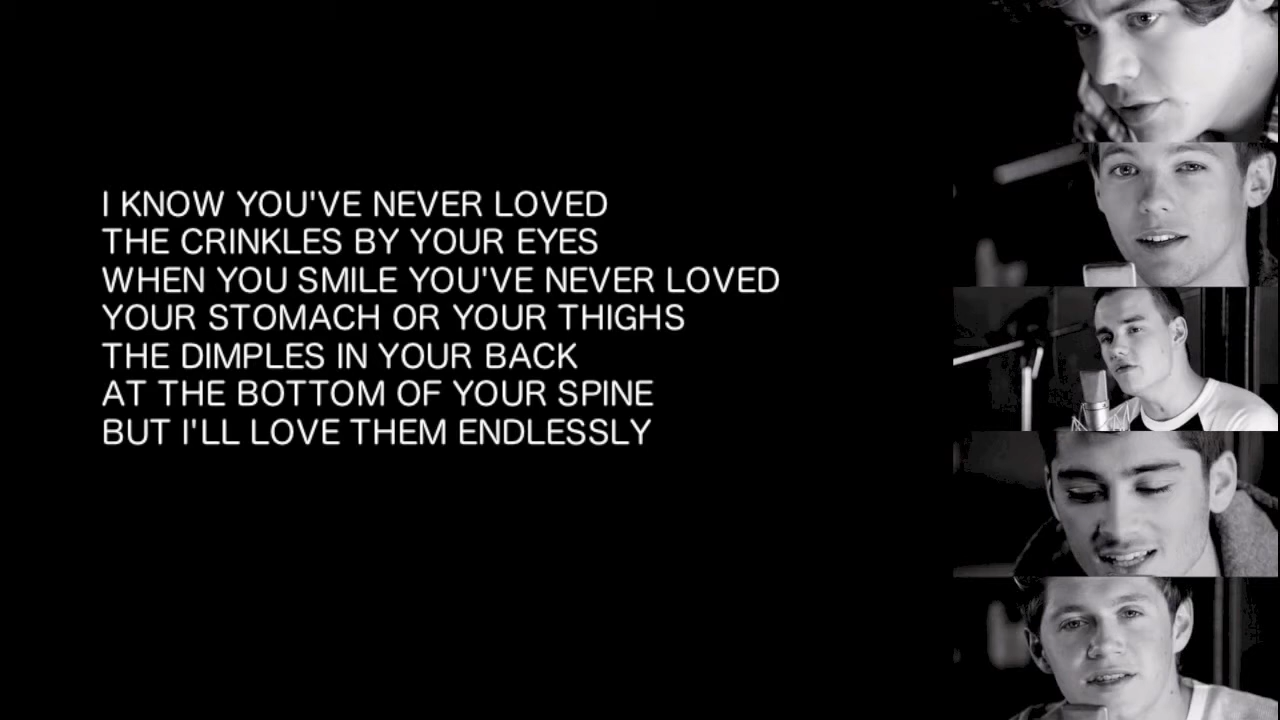 I KNOW YOU'VE NEVER LOVED
THE CRINKLES BY YOUR EYES
WHEN YOU SMILE YOU'VE NEVER LOVED
YOUR STOMACH OR YOUR THIGHS
THE DIMPLES IN YOUR BACK
AT THE BOTTOM OF YOUR SPINE
BUT I'LL LOVE THEM ENDLESSLY